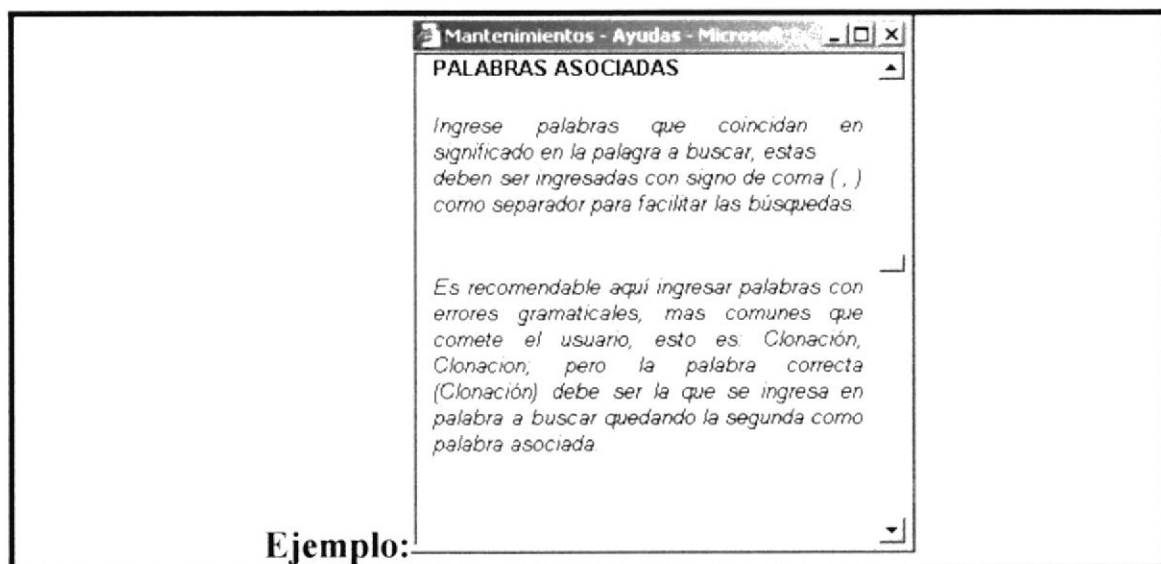 Mantenimientos - Ayudas - Microsoft
PALABRAS ASOCIADAS
Ingrese palabras que coincidan en
significado en la palagra a buscar, estas
deben ser ingresadas con signo de coma ( , )
como separador para facilitar las búsquedas.
Es recomendable aquí ingresar palabras con
errores gramaticales, mas comunes que
comete el usuario, esto es: Clonación,
Clonacion; pero la palabra correcta
(Clonación) debe ser la que se ingresa en
palabra a buscar quedando la segunda como
palabra asociada.
Ejemplo: